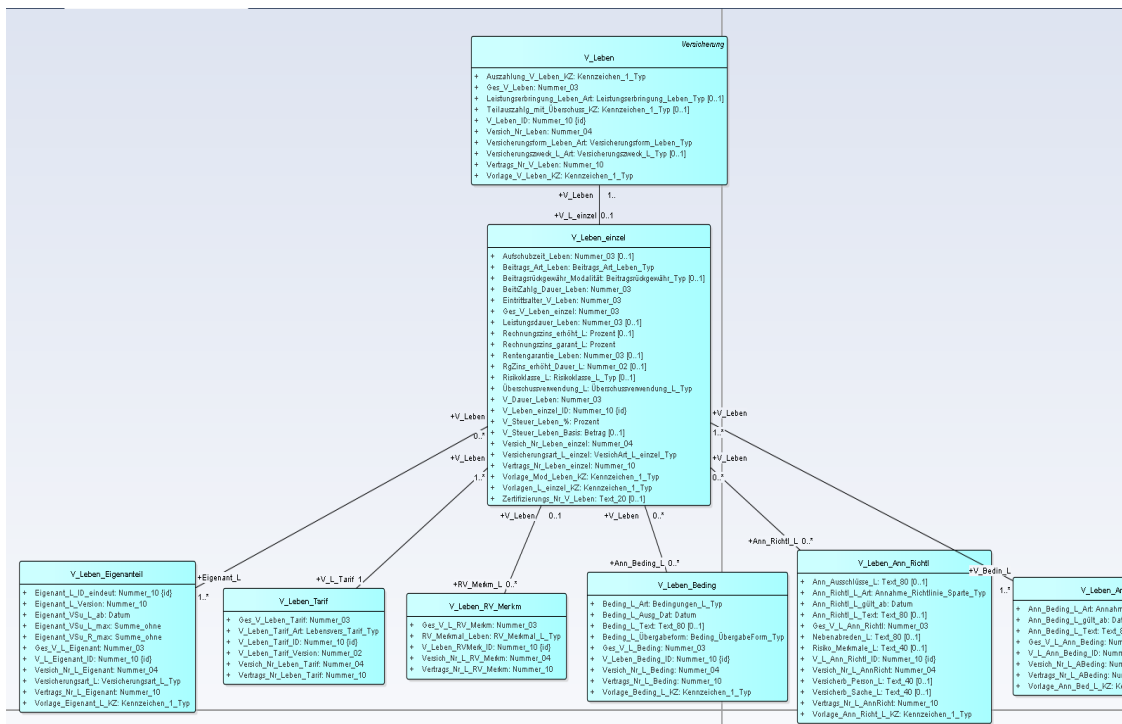 Versicherung
V_Leben
+ Auszahlung_V_Leben_KZ: Kennzeichen_1_Typ
+ Ges_V_Leben: Nummer_03
+ Leistungserbringung_Leben_Art: Leistungserbringung_Leben_Typ [0..1]
+ Teilauszahlg_mit_Überschuss_KZ: Kennzeichen_1_Typ [0..1]
+ V_Leben_ID: Nummer_10 {id}
+ Versich_Nr_Leben: Nummer_04
+ Versicherungsform_Leben_Art: Versicherungsform_Leben_Typ
+ Versicherungszweck_L_Art: Versicherungszweck_L_Typ [0..1]
+ Vertrags_Nr_V_Leben: Nummer_10
+ Vorlage_V_Leben_KZ: Kennzeichen_1_Typ
+V_Leben 1..
+V_L_einzel 0..1
V_Leben_einzel
+ Aufschubzeit_Leben: Nummer_03 [0..1]
+ Beitrags_Art_Leben: Beitrags_Art_Leben_Typ
+ Beitragsrückgewähr_Modalität: Beitragsrückgewähr_Typ [0..1]
+ BeitrZahlg_Dauer_Leben: Nummer_03
+ Eintrittsalter_V_Leben: Nummer_03
+ Ges_V_Leben_einzel: Nummer_03
+ Leistungsdauer_Leben: Nummer_03 [0..1]
+ Rechnungszins_erhöht_L: Prozent [0..1]
+ Rechnungszins_garant_L: Prozent
+ Rentengarantie_Leben: Nummer_03 [0..1]
+ RgZins_erhöht_Dauer_L: Nummer_02 [0..1]
+ Risikoklasse_L: Risikoklasse_L_Typ [0..1]
+ Überschussverwendung_L: Überschussverwendung_L_Typ
+ V_Dauer_Leben: Nummer_03
+ V_Leben_einzel_ID: Nummer_10 {id}
+ V_Steuer_Leben_%: Prozent
+ V_Steuer_Leben_Basis: Betrag [0..1]
+ Versich_Nr_Leben_einzel: Nummer_04
+ Versicherungsart_L_einzel: VersichArt_L_einzel_Typ
+ Vertrags_Nr_Leben_einzel: Nummer_10
+ Vorlage_Mod_Leben_KZ: Kennzeichen_1_Typ
+ Vorlagen_L_einzel_KZ: Kennzeichen_1_Typ
+ Zertifizierungs_Nr_V_Leben: Text_20 [0..1]
+V_Leben
0..*
+V_Leben
1..*
+V_Leben
1..*
+V_Leben
0..*
+V_Leben 0..1
+V_Leben 0..*
+Eigenant_L
1..*
+V_L_Tarif 1
+RV_Merkm_L 0..*
+Ann_Beding_L 0..*
+Ann_Richtl_L 0..*
+V_Bedin_L
1..*
V_Leben_Eigenanteil
+ Eigenant_L_ID_eindeut: Nummer_10 {id}
+ Eigenant_L_Version: Nummer_10
+ Eigenant_VSu_L_ab: Datum
+ Eigenant_VSu_L_max: Summe_ohne
+ Eigenant_VSu_R_max: Summe_ohne
+ Ges_V_L_Eigenant: Nummer_03
+ V_L_Eigenant_ID: Nummer_10 {id}
+ Versich_Nr_L_Eigenant: Nummer_04
+ Versicherungsart_L: Versicherungsart_L_Typ
+ Vertrags_Nr_L_Eigenant: Nummer_10
+ Vorlage_Eigenant_L_KZ: Kennzeichen_1_Typ
V_Leben_Tarif
+ Ges_V_Leben_Tarif: Nummer_03
+ V_Leben_Tarif_Art: Lebensvers_Tarif_Typ
+ V_Leben_Tarif_ID: Nummer_10 {id}
+ V_Leben_Tarif_Version: Nummer_02
+ Versich_Nr_Leben_Tarif: Nummer_04
+ Vertrags_Nr_Leben_Tarif: Nummer_10
V_Leben_RV_Merkm
+ Ges_V_L_RV_Merkm: Nummer_03
+ RV_Merkmal_Leben: RV_Merkmal_L_Typ
+ V_Leben_RVMerk_ID: Nummer_10 {id}
+ Versich_Nr_L_RV_Merkm: Nummer_04
+ Vertrags_Nr_L_RV_Merkm: Nummer_10
V_Leben_Beding
+ Beding_L_Art: Bedingungen_L_Typ
+ Beding_L_Ausg_Dat: Datum
+ Beding_L_Text: Text_80 [0..1]
+ Beding_L_Übergabeform: Beding_ÜbergabeForm_Typ
+ Ges_V_L_Beding: Nummer_03
+ V_Leben_Beding_ID: Nummer_10 {id}
+ Versich_Nr_L_Beding: Nummer_04
+ Vertrags_Nr_L_Beding: Nummer_10
+ Vorlage_Beding_L_KZ: Kennzeichen_1_Typ
V_Leben_Ann_Richtl
+ Ann_Ausschlüsse_L: Text_80 [0..1]
+ Ann_Richtl_L_Art: Annahme_Richtlinie_Sparte_Typ
+ Ann_Richtl_L_gült_ab: Datum
+ Ann_Richtl_L_Text: Text_80 [0..1]
+ Ges_V_L_Ann_Richtl: Nummer_03
+ Nebenabreden_L: Text_80 [0..1]
+ Risiko_Merkmale_L: Text_40 [0..1]
+ V_L_Ann_Richtl_ID: Nummer_10 {id}
+ Versich_Nr_L_AnnRicht: Nummer_04
+ Versicherb_Person_L: Text_40 [0..1]
+ Versicherb_Sache_L: Text_40 [0..1]
+ Vertrags_Nr_L_AnnRicht: Nummer_10
+ Vorlage_Ann_Richt_L_KZ: Kennzeichen_1_Typ
V_Leben_An
+ Ann_Beding_L_Art: Annahm
+ Ann_Beding_L_gült_ab: Dat
+ Ann_Beding_L_Text: Text_8
+ Ges_V_L_Ann_Beding: Num
+ V_L_Ann_Beding_ID: Numm
+ Versich_Nr_L_ABeding: Nu
+ Vertrags_Nr_L_ABeding: Nu
+ Vorlage_Ann_Bed_L_KZ: Ke